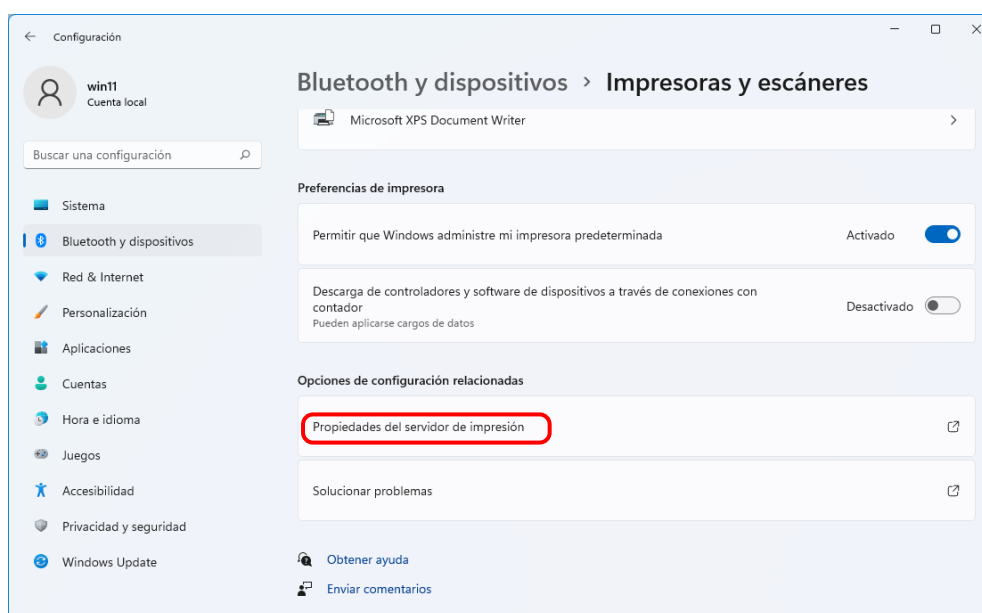 Configuración
win11
Cuenta local
Buscar una configuración
Sistema
Bluetooth y dispositivos
Red & Internet
Personalización
Aplicaciones
Cuentas
Hora e idioma
Juegos
Accesibilidad
Privacidad y seguridad
Windows Update
Bluetooth y dispositivos > Impresoras y escáneres
Microsoft XPS Document Writer
Preferencias de impresora
Permitir que Windows administre mi impresora predeterminada
Activado
Descarga de controladores y software de dispositivos a través de conexiones con
contador
Pueden aplicarse cargos de datos
Desactivado
Opciones de configuración relacionadas
Propiedades del servidor de impresión
Solucionar problemas
Obtener ayuda
Enviar comentarios